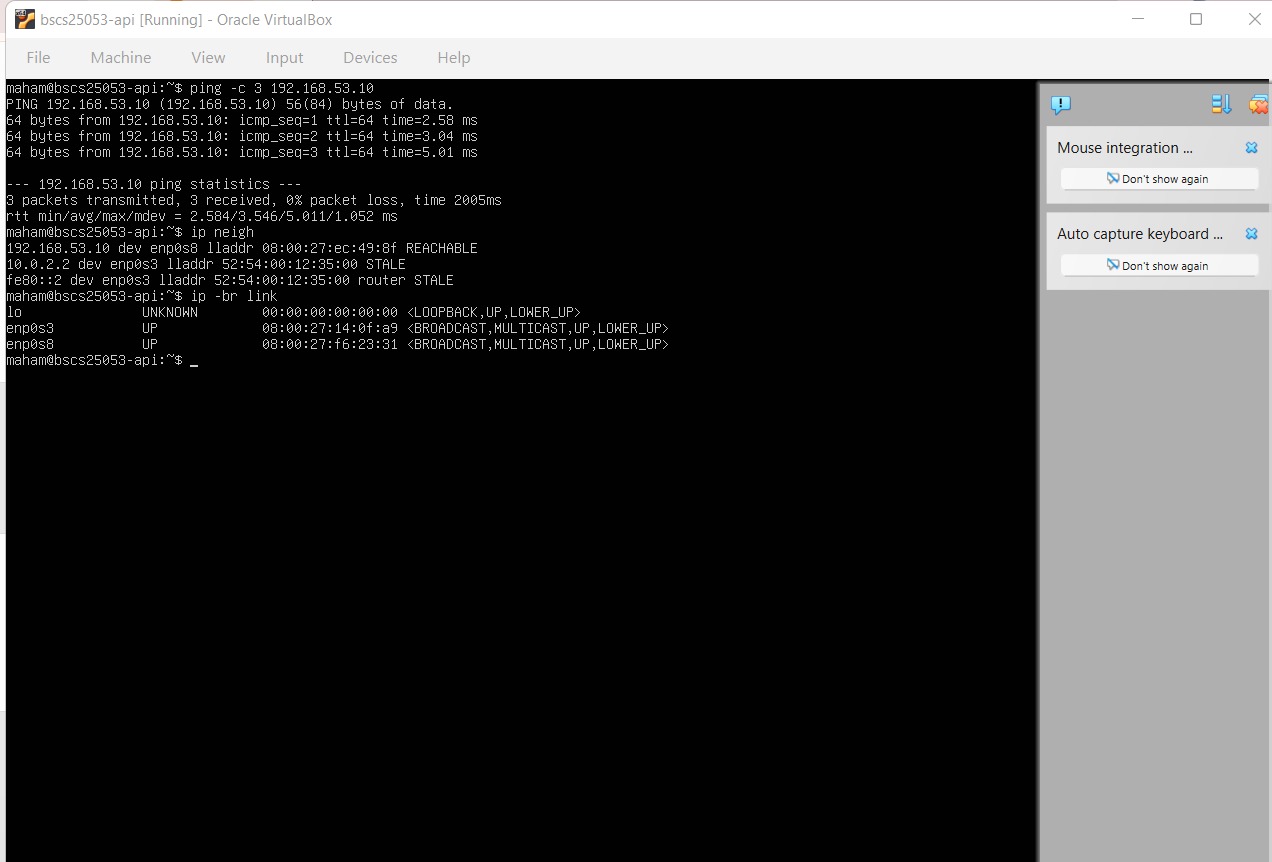 bscs25053-api [Running] - Oracle VirtualBox
File Machine View Input Devices Help
maham@bscs25053-api:~$ ping -c 3 192.168.53.10
PING 192.168.53.10 (192.168.53.10) 56(84) bytes of data.
64 bytes from 192.168.53.10: icmp_seq=1 ttl=64 time=2.58 ms
64 bytes from 192.168.53.10: icmp_seq=2 ttl=64 time=3.04 ms
64 bytes from 192.168.53.10: icmp_seq=3 ttl=64 time=5.01 ms
--- 192.168.53.10 ping statistics ---
3 packets transmitted, 3 received, 0% packet loss, time 2005ms
rtt min/avg/max/mdev = 2.584/3.546/5.011/1.052 ms
maham@bscs25053-api:~$ ip neigh
192.168.53.10 dev enp0s8 lladdr 08:00:27:ec:49:8f REACHABLE
10.0.2.2 dev enp0s3 lladdr 52:54:00:12:35:00 STALE
fe80::2 dev enp0s3 lladdr 52:54:00:12:35:00 router STALE
maham@bscs25053-api:~$ ip -br link
lo UNKNOWN 00:00:00:00:00:00 <LOOPBACK,UP,LOWER_UP>
enp0s3 UP 08:00:27:14:0f:a9 <BROADCAST,MULTICAST,UP,LOWER_UP>
enp0s8 UP 08:00:27:f6:23:31 <BROADCAST,MULTICAST,UP,LOWER_UP>
maham@bscs25053-api:~$ _
Mouse integration ...
Don't show again
Auto capture keyboard ...
Don't show again